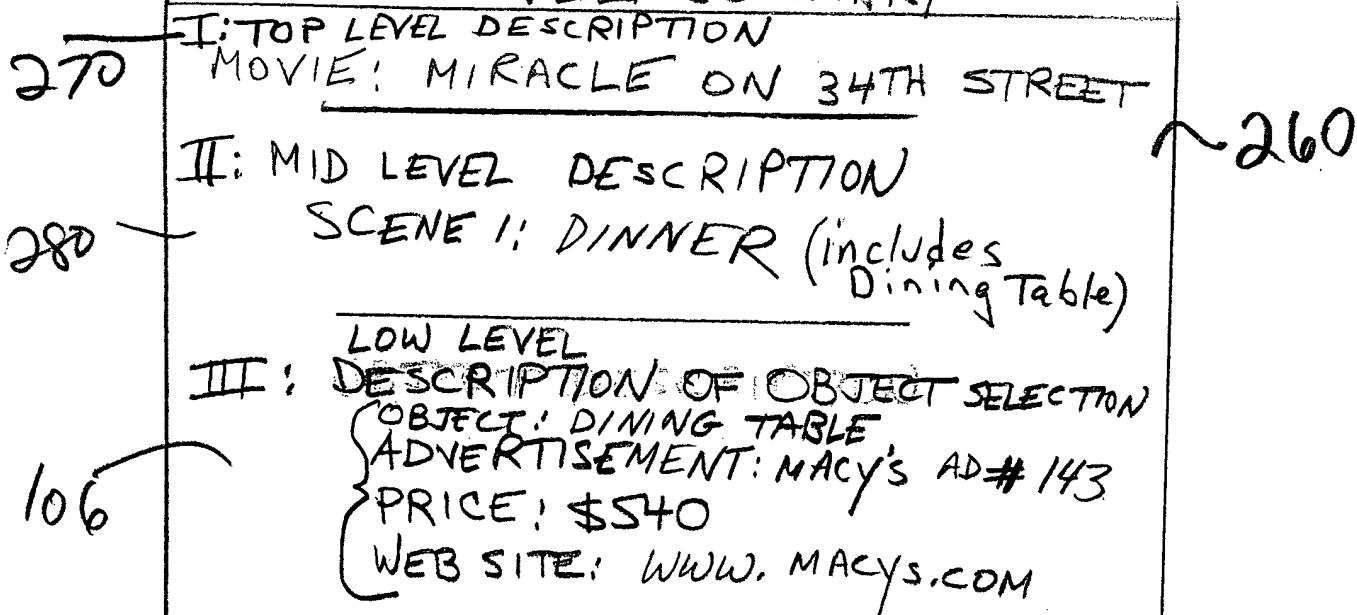 I: TOP LEVEL DESCRIPTION
270
MOVIE: MIRACLE ON 34TH STREET
260
II: MID LEVEL DESCRIPTION
280
SCENE 1: DINNER (includes
Dining Table)
LOW LEVEL
III: DESCRIPTION OF OBJECT SELECTION
OBJECT: DINING TABLE
ADVERTISEMENT: MACY'S AD# 143
106
PRICE: $540
WEB SITE: WWW. MACYS.COM